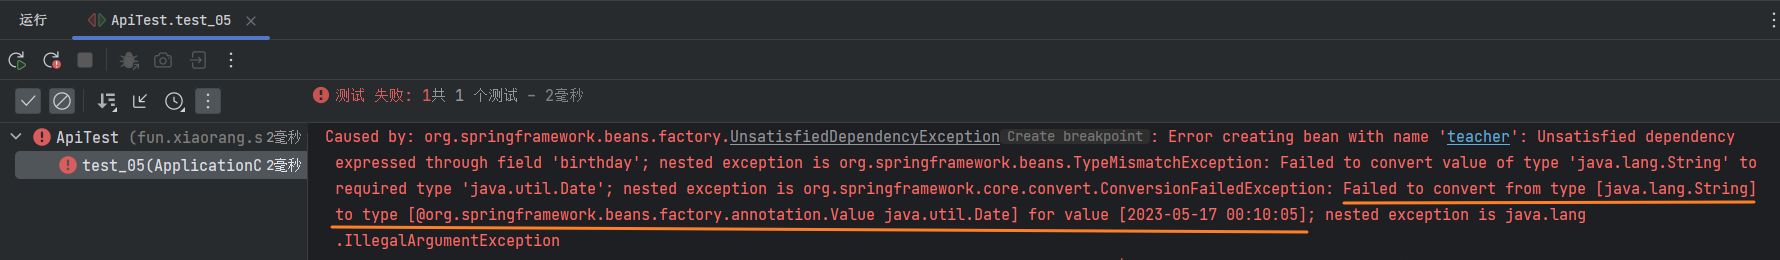 运行
ApiTest.test_05
测试 失败: 1共 1 个测试 – 2毫秒
ApiTest (fun.xiaorang.s 2毫秒
test_05(ApplicationC 2毫秒
Caused by: org.springframework.beans.factory.UnsatisfiedDependencyException Create breakpoint : Error creating bean with name 'teacher': Unsatisfied dependency
expressed through field 'birthday'; nested exception is org.springframework.beans.TypeMismatchException: Failed to convert value of type 'java.lang.String' to
required type 'java.util.Date'; nested exception is org.springframework.core.convert.ConversionFailedException: Failed to convert from type [java.lang.String]
to type [@org.springframework.beans.factory.annotation.Value java.util.Date] for value [2023-05-17 00:10:05]; nested exception is java.lang
.IllegalArgumentException